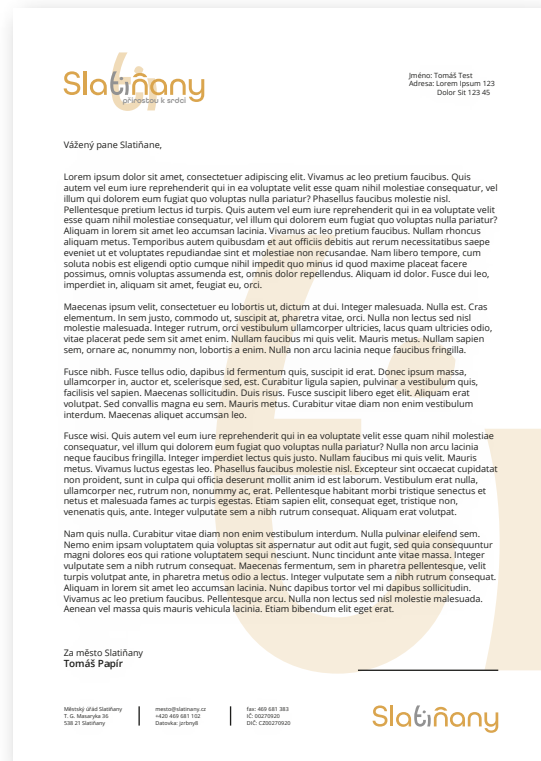 Slatiňany
přirostou k srdci
Jméno: Tomáš Test
Adresa: Lorem Ipsum 123
Dolor Sit 123 45
Vážený pane Slatiňane,
Lorem ipsum dolor sit amet, consectetuer adipiscing elit. Vivamus ac leo pretium faucibus. Quis
autem vel eum iure reprehenderit qui in ea voluptate velit esse quam nihil molestiae consequatur, vel
illum qui dolorem eum fugiat quo voluptas nulla pariatur? Phasellus faucibus molestie nisl.
Pellentesque pretium lectus id turpis. Quis autem vel eum iure reprehenderit qui in ea voluptate velit
esse quam nihil molestiae consequatur, vel illum qui dolorem eum fugiat quo voluptas nulla pariatur?
Aliquam in lorem sit amet leo accumsan lacinia. Vivamus ac leo pretium faucibus. Nullam rhoncus
aliquam metus. Temporibus autem quibusdam et aut officiis debitis aut rerum necessitatibus saepe
eveniet ut et voluptates repudiandae sint et molestiae non recusandae. Nam libero tempore, cum
soluta nobis est eligendi optio cumque nihil impedit quo minus id quod maxime placeat facere
possimus, omnis voluptas assumenda est, omnis dolor repellendus. Aliquam id dolor. Fusce dui leo,
imperdiet in, aliquam sit amet, feugiat eu, orci.
Maecenas ipsum velit, consectetuer eu lobortis ut, dictum at dui. Integer malesuada. Nulla est. Cras
elementum. In sem justo, commodo ut, suscipit at, pharetra vitae, orci. Nulla non lectus sed nisl
molestie malesuada. Integer rutrum, orci vestibulum ullamcorper ultricies, lacus quam ultricies odio,
vitae placerat pede sem sit amet enim. Nullam faucibus mi quis velit. Mauris metus. Nullam sapien
sem, ornare ac, nonummy non, lobortis a enim. Nulla non arcu lacinia neque faucibus fringilla.
Fusce nibh. Fusce tellus odio, dapibus id fermentum quis, suscipit id erat. Donec ipsum massa,
ullamcorper in, auctor et, scelerisque sed, est. Curabitur ligula sapien, pulvinar a vestibulum quis,
facilisis vel sapien. Maecenas sollicitudin. Duis risus. Fusce suscipit libero eget elit. Aliquam erat
volutpat. Sed convallis magna eu sem. Mauris metus. Curabitur vitae diam non enim vestibulum
interdum. Maecenas aliquet accumsan leo.
Fusce wisi. Quis autem vel eum iure reprehenderit qui in ea voluptate velit esse quam nihil molestiae
consequatur, vel illum qui dolorem eum fugiat quo voluptas nulla pariatur? Nulla non arcu lacinia
neque faucibus fringilla. Integer imperdiet lectus quis justo. Nullam faucibus mi quis velit. Mauris
metus. Vivamus luctus egestas leo. Phasellus faucibus molestie nisl. Excepteur sint occaecat cupidatat
non proident, sunt in culpa qui officia deserunt mollit anim id est laborum. Vestibulum erat nulla,
ullamcorper nec, rutrum non, nonummy ac, erat. Pellentesque habitant morbi tristique senectus et
netus et malesuada fames ac turpis egestas. Etiam sapien elit, consequat eget, tristique non,
venenatis quis, ante. Integer vulputate sem a nibh rutrum consequat. Aliquam erat volutpat.
Nam quis nulla. Curabitur vitae diam non enim vestibulum interdum. Nulla pulvinar eleifend sem.
Nemo enim ipsam voluptatem quia voluptas sit aspernatur aut odit aut fugit, sed quia consequuntur
magni dolores eos qui ratione voluptatem sequi nesciunt. Nunc tincidunt ante vitae massa. Integer
vulputate sem a nibh rutrum consequat. Maecenas fermentum, sem in pharetra pellentesque, velit
turpis volutpat ante, in pharetra metus odio a lectus. Integer vulputate sem a nibh rutrum consequat.
Aliquam in lorem sit amet leo accumsan lacinia. Nunc dapibus tortor vel mi dapibus sollicitudin.
Vivamus ac leo pretium faucibus. Pellentesque arcu. Nulla non lectus sed nisl molestie malesuada.
Aenean vel massa quis mauris vehicula lacinia. Etiam bibendum elit eget erat.
Za město Slatiňany
Tomáš Papír
Městský úřad Slatiňany
T. G. Masaryka 36
538 21 Slatiňany
mesto@slatinany.cz
+420 469 681 102
Datovka: jprbny8
fax: 469 681 383
IČ: 00270920
DIČ: CZ00270920
Slatiňany